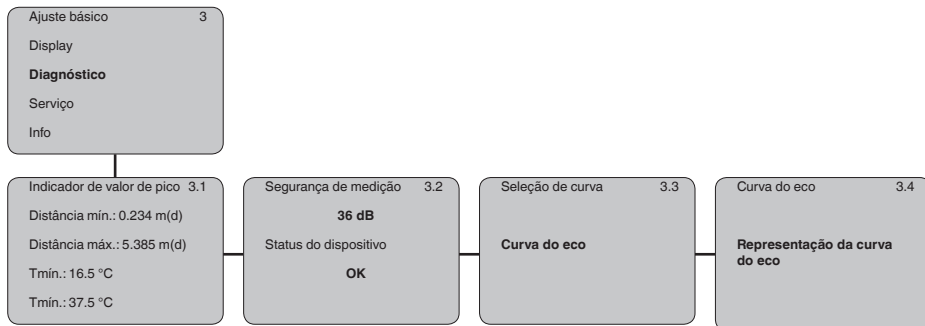 Ajuste básico 3
Display
Diagnóstico
Serviço
Info
Indicador de valor de pico 3.1
Distância mín.: 0.234 m(d)
Distância máx.: 5.385 m(d)
Tmín.: 16.5 °C
Tmín.: 37.5 °C
Segurança de medição 3.2
36 dB
Status do dispositivo
OK
Seleção de curva 3.3
Curva do eco
Curva do eco 3.4
Representação da curva
do eco